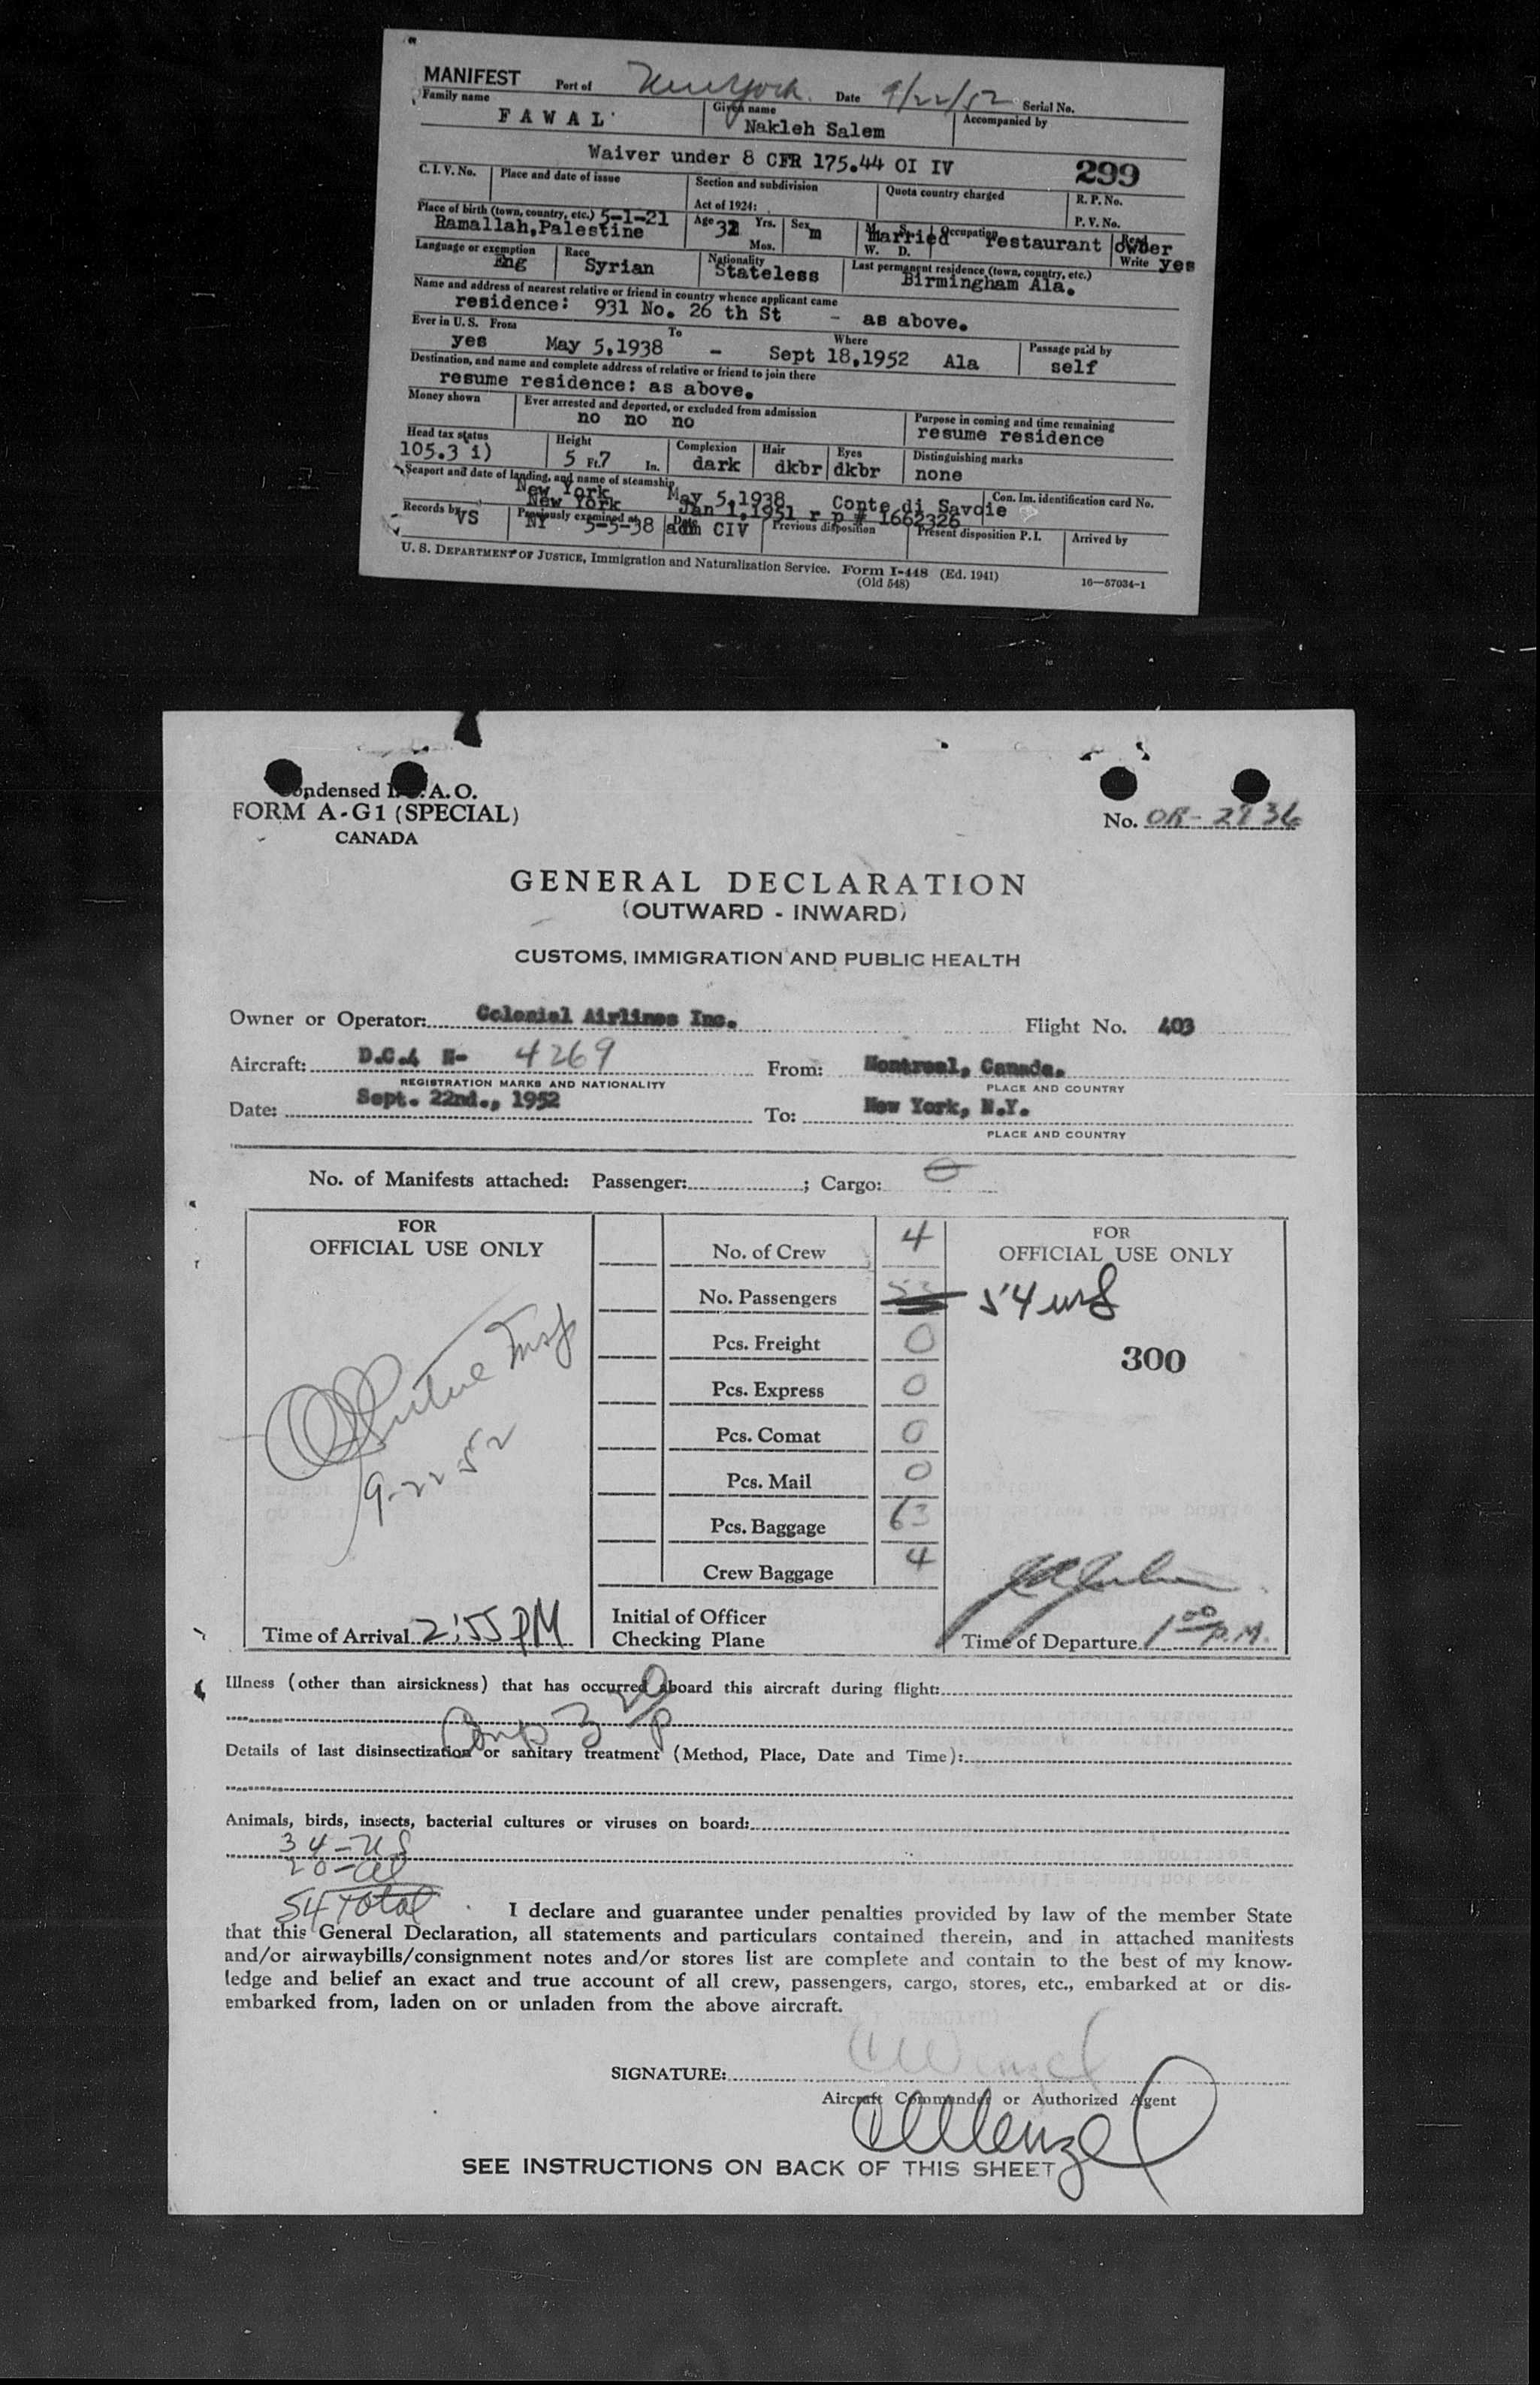 MANIFEST Port of New York Date 9/22/52 Serial No.
Family name Given name Accompanied by
FAWAL Nakleh Salem
Waiver under 8 CFR 175.44 OI IV 299
C. I. V. No. Place and date of issue Section and subdivision Quota country charged R. P. No.
Act of 1924: P. V. No.
Place of birth (town, country, etc.) 5-1-21 Age Yrs. Sex M. S. Occupation Read
Ramallah, Palestine Mos. m married W. D. restaurant owber Write yes
Language or exemption Race Nationality Last permanent residence (town, country, etc.)
Eng Syrian Stateless Birmingham Ala.
Name and address of nearest relative or friend in country whence applicant came
residence: 931 No. 26 th St - as above.
Ever in U. S. From To Where Passage paid by
yes May 5,1938 - Sept 18,1952 Ala self
Destination, and name and complete address of relative or friend to join there
resume residence: as above.
Money shown Ever arrested and deported, or excluded from admission Purpose in coming and time remaining
no no no resume residence
Head tax status Height Complexion Hair Eyes Distinguishing marks
105.3 i) 5 Ft. 7 In. dark dkbr dkbr none
Seaport and date of landing, and name of steamship Con. Im. identification card No.
New York May 5,1938 Conte di Savoie
New York Jan 1,1951 r p # 1662326
Records by Previously examined at Date Previous disposition Present disposition P. I. Arrived by
VS NY 5-5-38 adm CIV
U. S. DEPARTMENT OF JUSTICE, Immigration and Naturalization Service. Form I-448 (Ed. 1941) 16—57034-1
(Old 548)
Condensed I. A. O.
FORM A-G1 (SPECIAL)
CANADA
No. OR-2936
GENERAL DECLARATION
(OUTWARD - INWARD)
CUSTOMS, IMMIGRATION AND PUBLIC HEALTH
Owner or Operator: Colonial Airlines Inc. Flight No. 403
Aircraft: D.C.4 N- 4269 From: Montreal, Canada.
REGISTRATION MARKS AND NATIONALITY PLACE AND COUNTRY
Date: Sept. 22nd., 1952 To: New York, N.Y.
PLACE AND COUNTRY
No. of Manifests attached: Passenger: ; Cargo: 0
FOR
OFFICIAL USE ONLY
Insp
9-22 52
Time of Arrival 2:55 PM
No. of Crew 4
No. Passengers 53
Pcs. Freight 0
Pcs. Express 0
Pcs. Comat 0
Pcs. Mail 0
Pcs. Baggage 63
Crew Baggage 4
Initial of Officer
Checking Plane
FOR
OFFICIAL USE ONLY
54
300
Time of Departure 1 00 P.M.
Illness (other than airsickness) that has occurred aboard this aircraft during flight:
Comp 3 20 p
Details of last disinsectization or sanitary treatment (Method, Place, Date and Time):
Animals, birds, insects, bacterial cultures or viruses on board:
34-US
20-al
54 Total
I declare and guarantee under penalties provided by law of the member State
that this General Declaration, all statements and particulars contained therein, and in attached manifests
and/or airwaybills/consignment notes and/or stores list are complete and contain to the best of my know-
ledge and belief an exact and true account of all crew, passengers, cargo, stores, etc., embarked at or dis-
embarked from, laden on or unladen from the above aircraft.
SIGNATURE:
Aircraft Commander or Authorized Agent
SEE INSTRUCTIONS ON BACK OF THIS SHEET